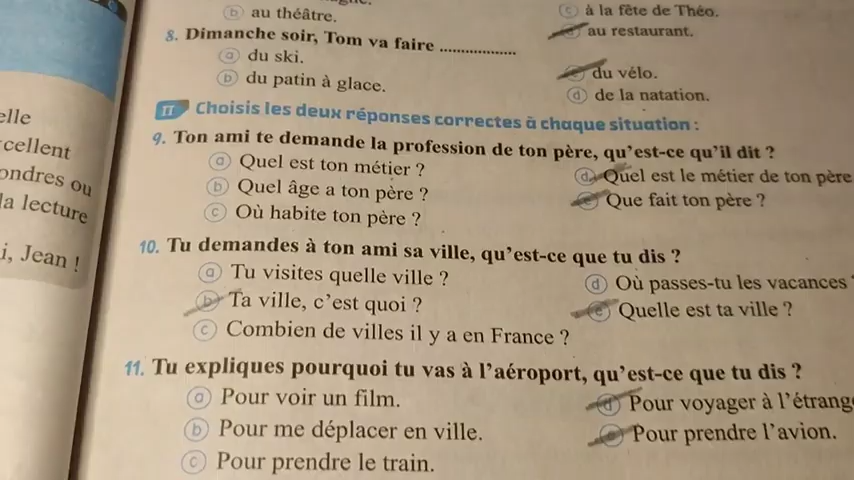 b au théâtre.
c à la fête de Théo.
8. Dimanche soir, Tom va faire ..................
au restaurant.
a du ski.
b du patin à glace.
du vélo.
d de la natation.
II Choisis les deux réponses correctes à chaque situation :
9. Ton ami te demande la profession de ton père, qu'est-ce qu'il dit ?
a Quel est ton métier ?
b Quel âge a ton père ?
c Où habite ton père ?
d Quel est le métier de ton père
e Que fait ton père ?
10. Tu demandes à ton ami sa ville, qu'est-ce que tu dis ?
a Tu visites quelle ville ?
b Ta ville, c'est quoi ?
c Combien de villes il y a en France ?
d Où passes-tu les vacances
e Quelle est ta ville ?
11. Tu expliques pourquoi tu vas à l'aéroport, qu'est-ce que tu dis ?
a Pour voir un film.
b Pour me déplacer en ville.
c Pour prendre le train.
d Pour voyager à l'étrang
e Pour prendre l'avion.
elle
cellent
ondres ou
la lecture
i, Jean !